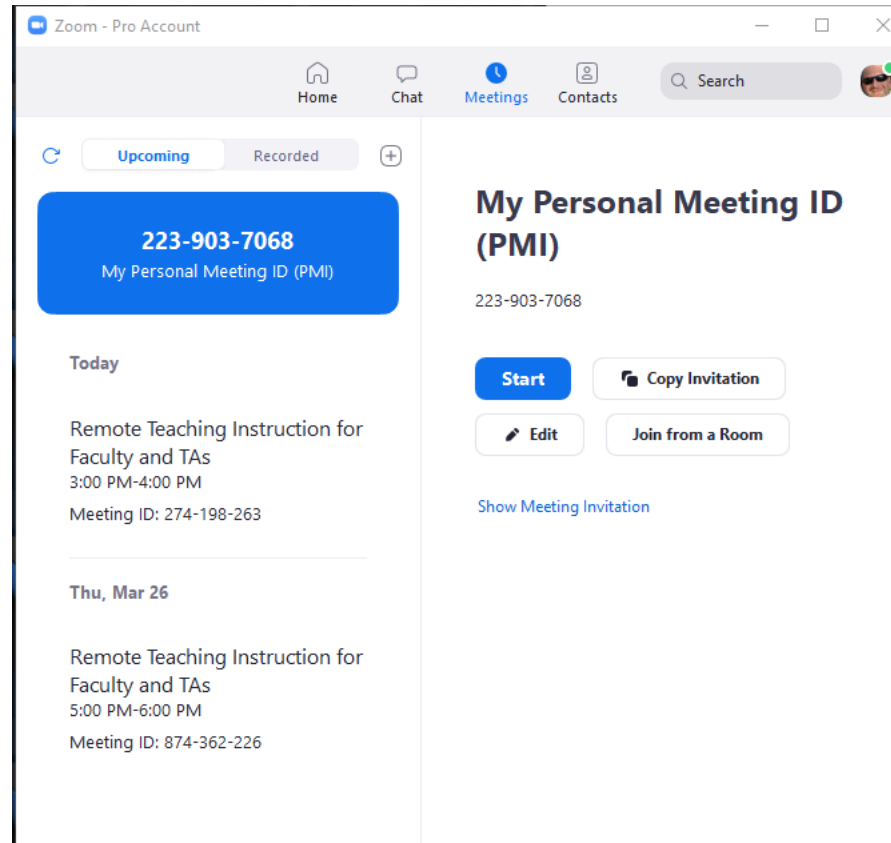 Zoom - Pro Account
Home
Chat
Meetings
Contacts
Search
Upcoming
Recorded
223-903-7068
My Personal Meeting ID (PMI)
Today
Remote Teaching Instruction for
Faculty and TAs
3:00 PM-4:00 PM
Meeting ID: 274-198-263
Thu, Mar 26
Remote Teaching Instruction for
Faculty and TAs
5:00 PM-6:00 PM
Meeting ID: 874-362-226
My Personal Meeting ID
(PMI)
223-903-7068
Start
Copy Invitation
Edit
Join from a Room
Show Meeting Invitation